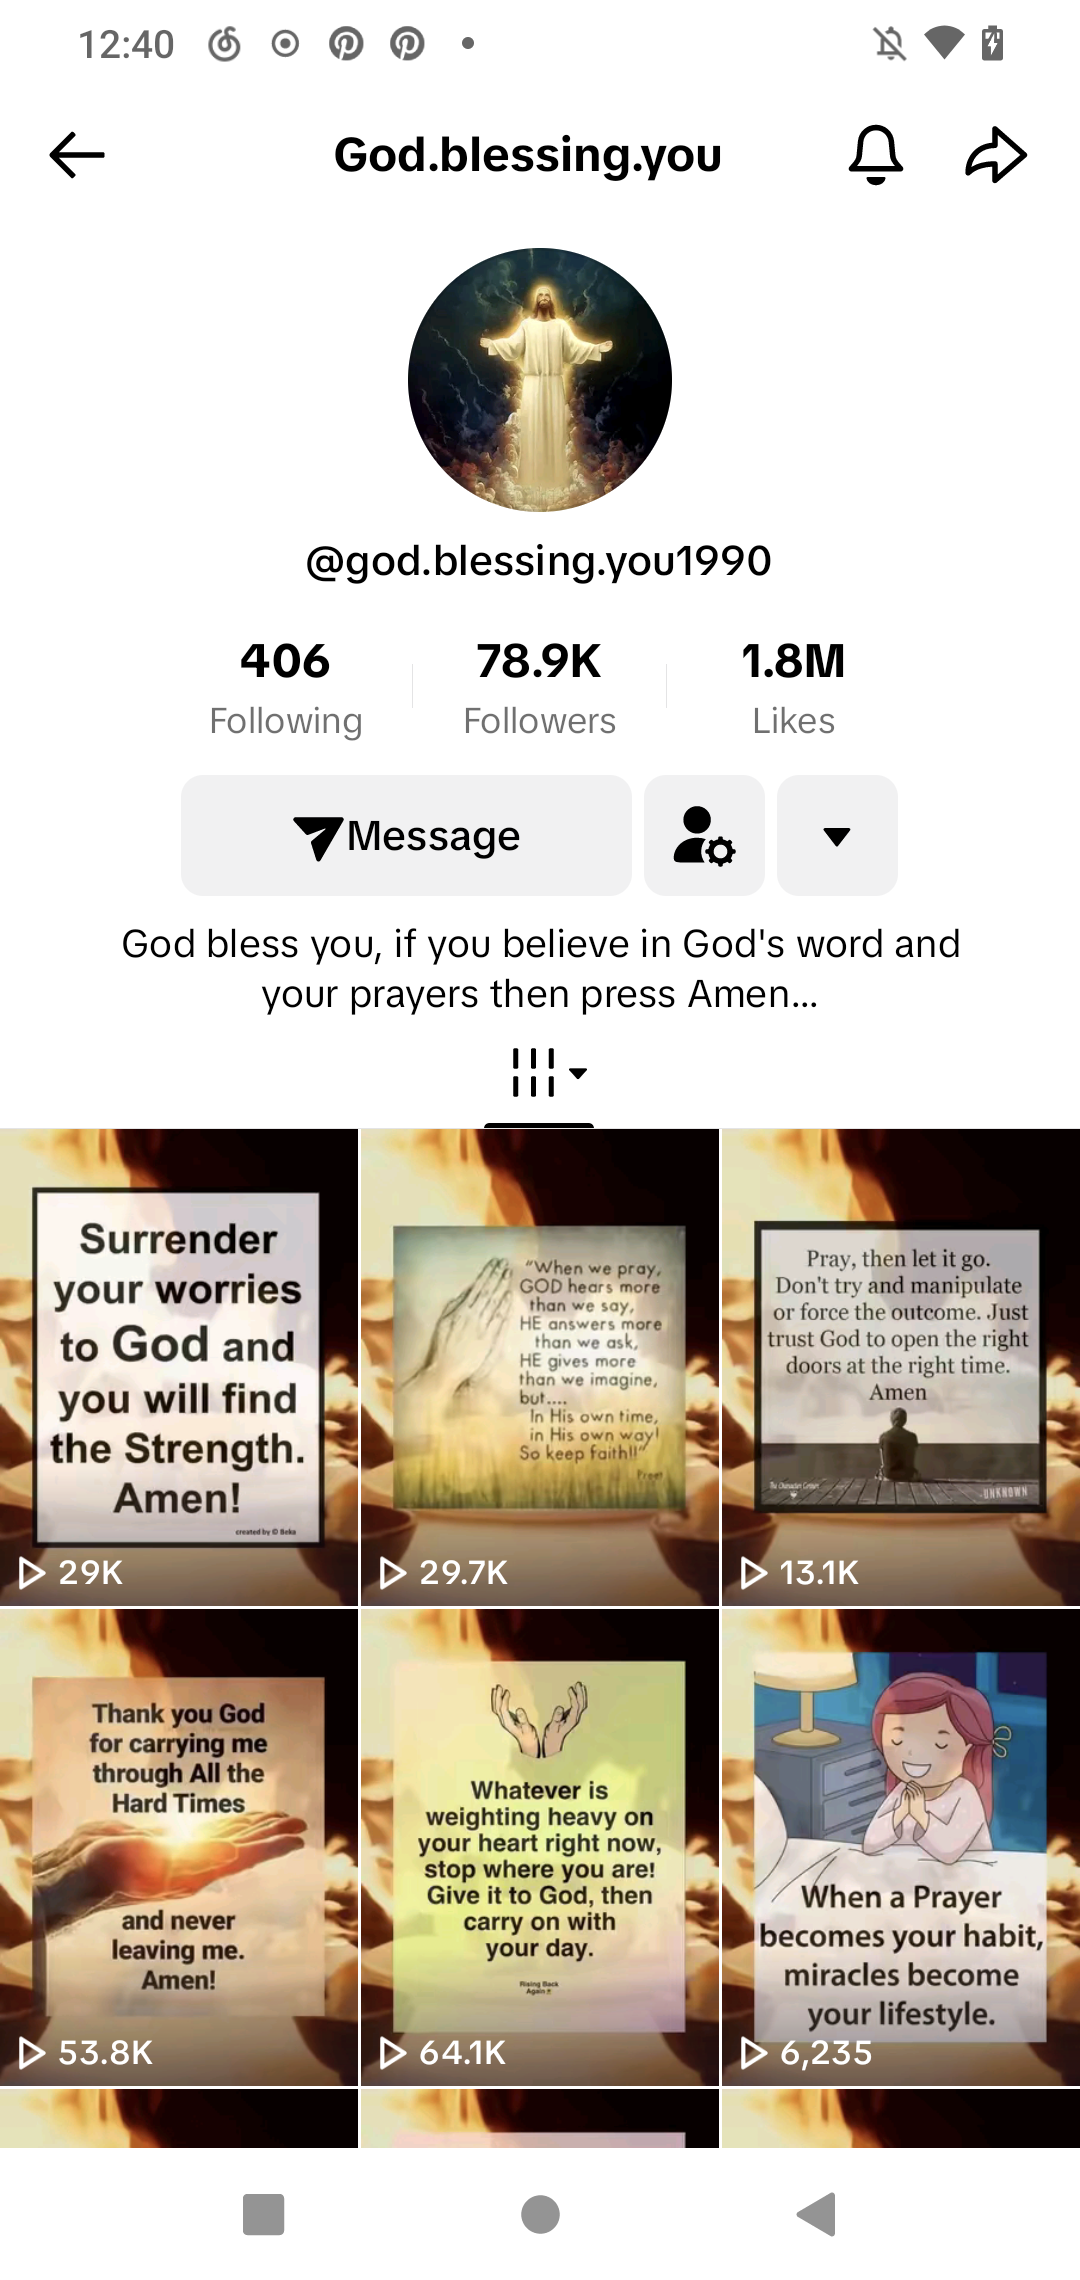 12:40
God.blessing.you
@god.blessing.you1990
406
Following
78.9K
Followers
1.8M
Likes
Message
God bless you, if you believe in God's word and
your prayers then press Amen...
Surrender
your worries
to God and
you will find
the Strength.
Amen!
created by © Beka
29K
"When we pray,
GOD hears more
than we say,
HE answers more
than we ask,
HE gives more
than we imagine,
but....
In His own time,
in His own way!
So keep faith!!"
29.7K
Pray, then let it go.
Don't try and manipulate
or force the outcome. Just
trust God to open the right
doors at the right time.
Amen
UNKNOWN
13.1K
Thank you God
for carrying me
through All the
Hard Times
and never
leaving me.
Amen!
53.8K
Whatever is
weighting heavy on
your heart right now,
stop where you are!
Give it to God, then
carry on with
your day.
Rising Back
Again
64.1K
When a Prayer
becomes your habit,
miracles become
your lifestyle.
6,235